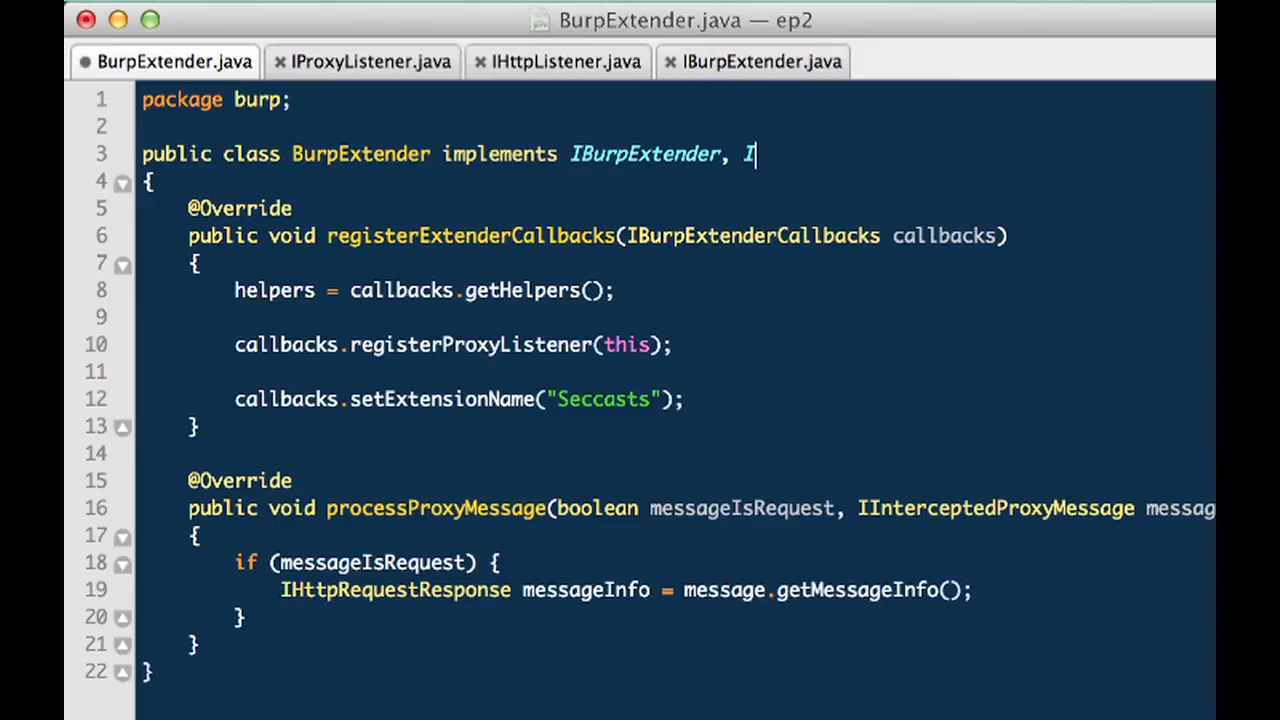 BurpExtender.java — ep2
BurpExtender.java IProxyListener.java IHttpListener.java IBurpExtender.java
1 package burp;
2
3 public class BurpExtender implements IBurpExtender, I
4 {
5 @Override
6 public void registerExtenderCallbacks(IBurpExtenderCallbacks callbacks)
7 {
8 helpers = callbacks.getHelpers();
9
10 callbacks.registerProxyListener(this);
11
12 callbacks.setExtensionName("Seccasts");
13 }
14
15 @Override
16 public void processProxyMessage(boolean messageIsRequest, IInterceptedProxyMessage messag
17 {
18 if (messageIsRequest) {
19 IHttpRequestResponse messageInfo = message.getMessageInfo();
20 }
21 }
22 }